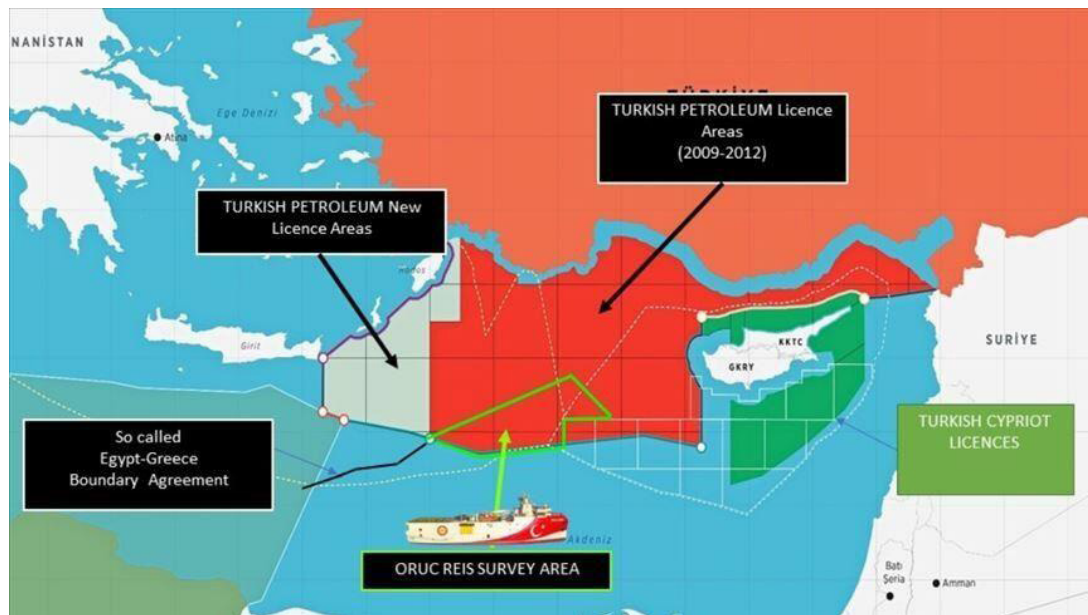 NANİSTAN
Ege Denizi
Atina
TÜRKİYE
TURKISH PETROLEUM Licence
Areas
(2009-2012)
TURKISH PETROLEUM New
Licence Areas
Girit
KKTC
GKRY
SURİYE
So called
Egypt-Greece
Boundary Agreement
TURKISH CYPRIOT
LICENCES
Akdeniz
ORUC REIS SURVEY AREA
Batı
Şeria
Amman